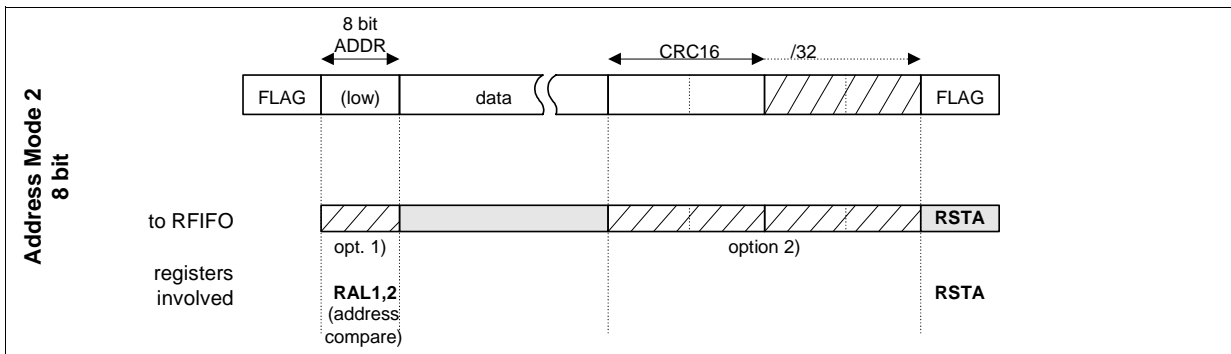 Address Mode 2
8 bit
8 bit
ADDR
CRC16
/32
FLAG
(low)
data
FLAG
to RFIFO
RSTA
opt. 1)
option 2)
registers
involved
RAL1,2
(address
compare)
RSTA